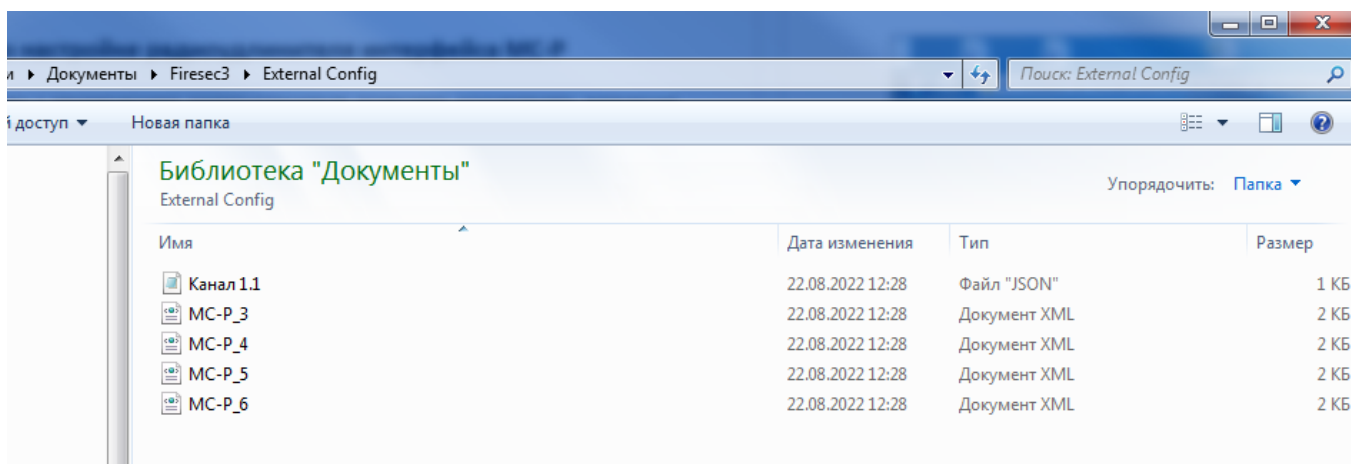 Документы Firesec3 External Config Поиск: External Config
доступ Новая папка
Библиотека "Документы"
External Config
Упорядочить: Папка
Имя Дата изменения Тип Размер
Канал 1.1 22.08.2022 12:28 Файл "JSON" 1 КБ
МС-Р_3 22.08.2022 12:28 Документ XML 2 КБ
МС-Р_4 22.08.2022 12:28 Документ XML 2 КБ
МС-Р_5 22.08.2022 12:28 Документ XML 2 КБ
МС-Р_6 22.08.2022 12:28 Документ XML 2 КБ